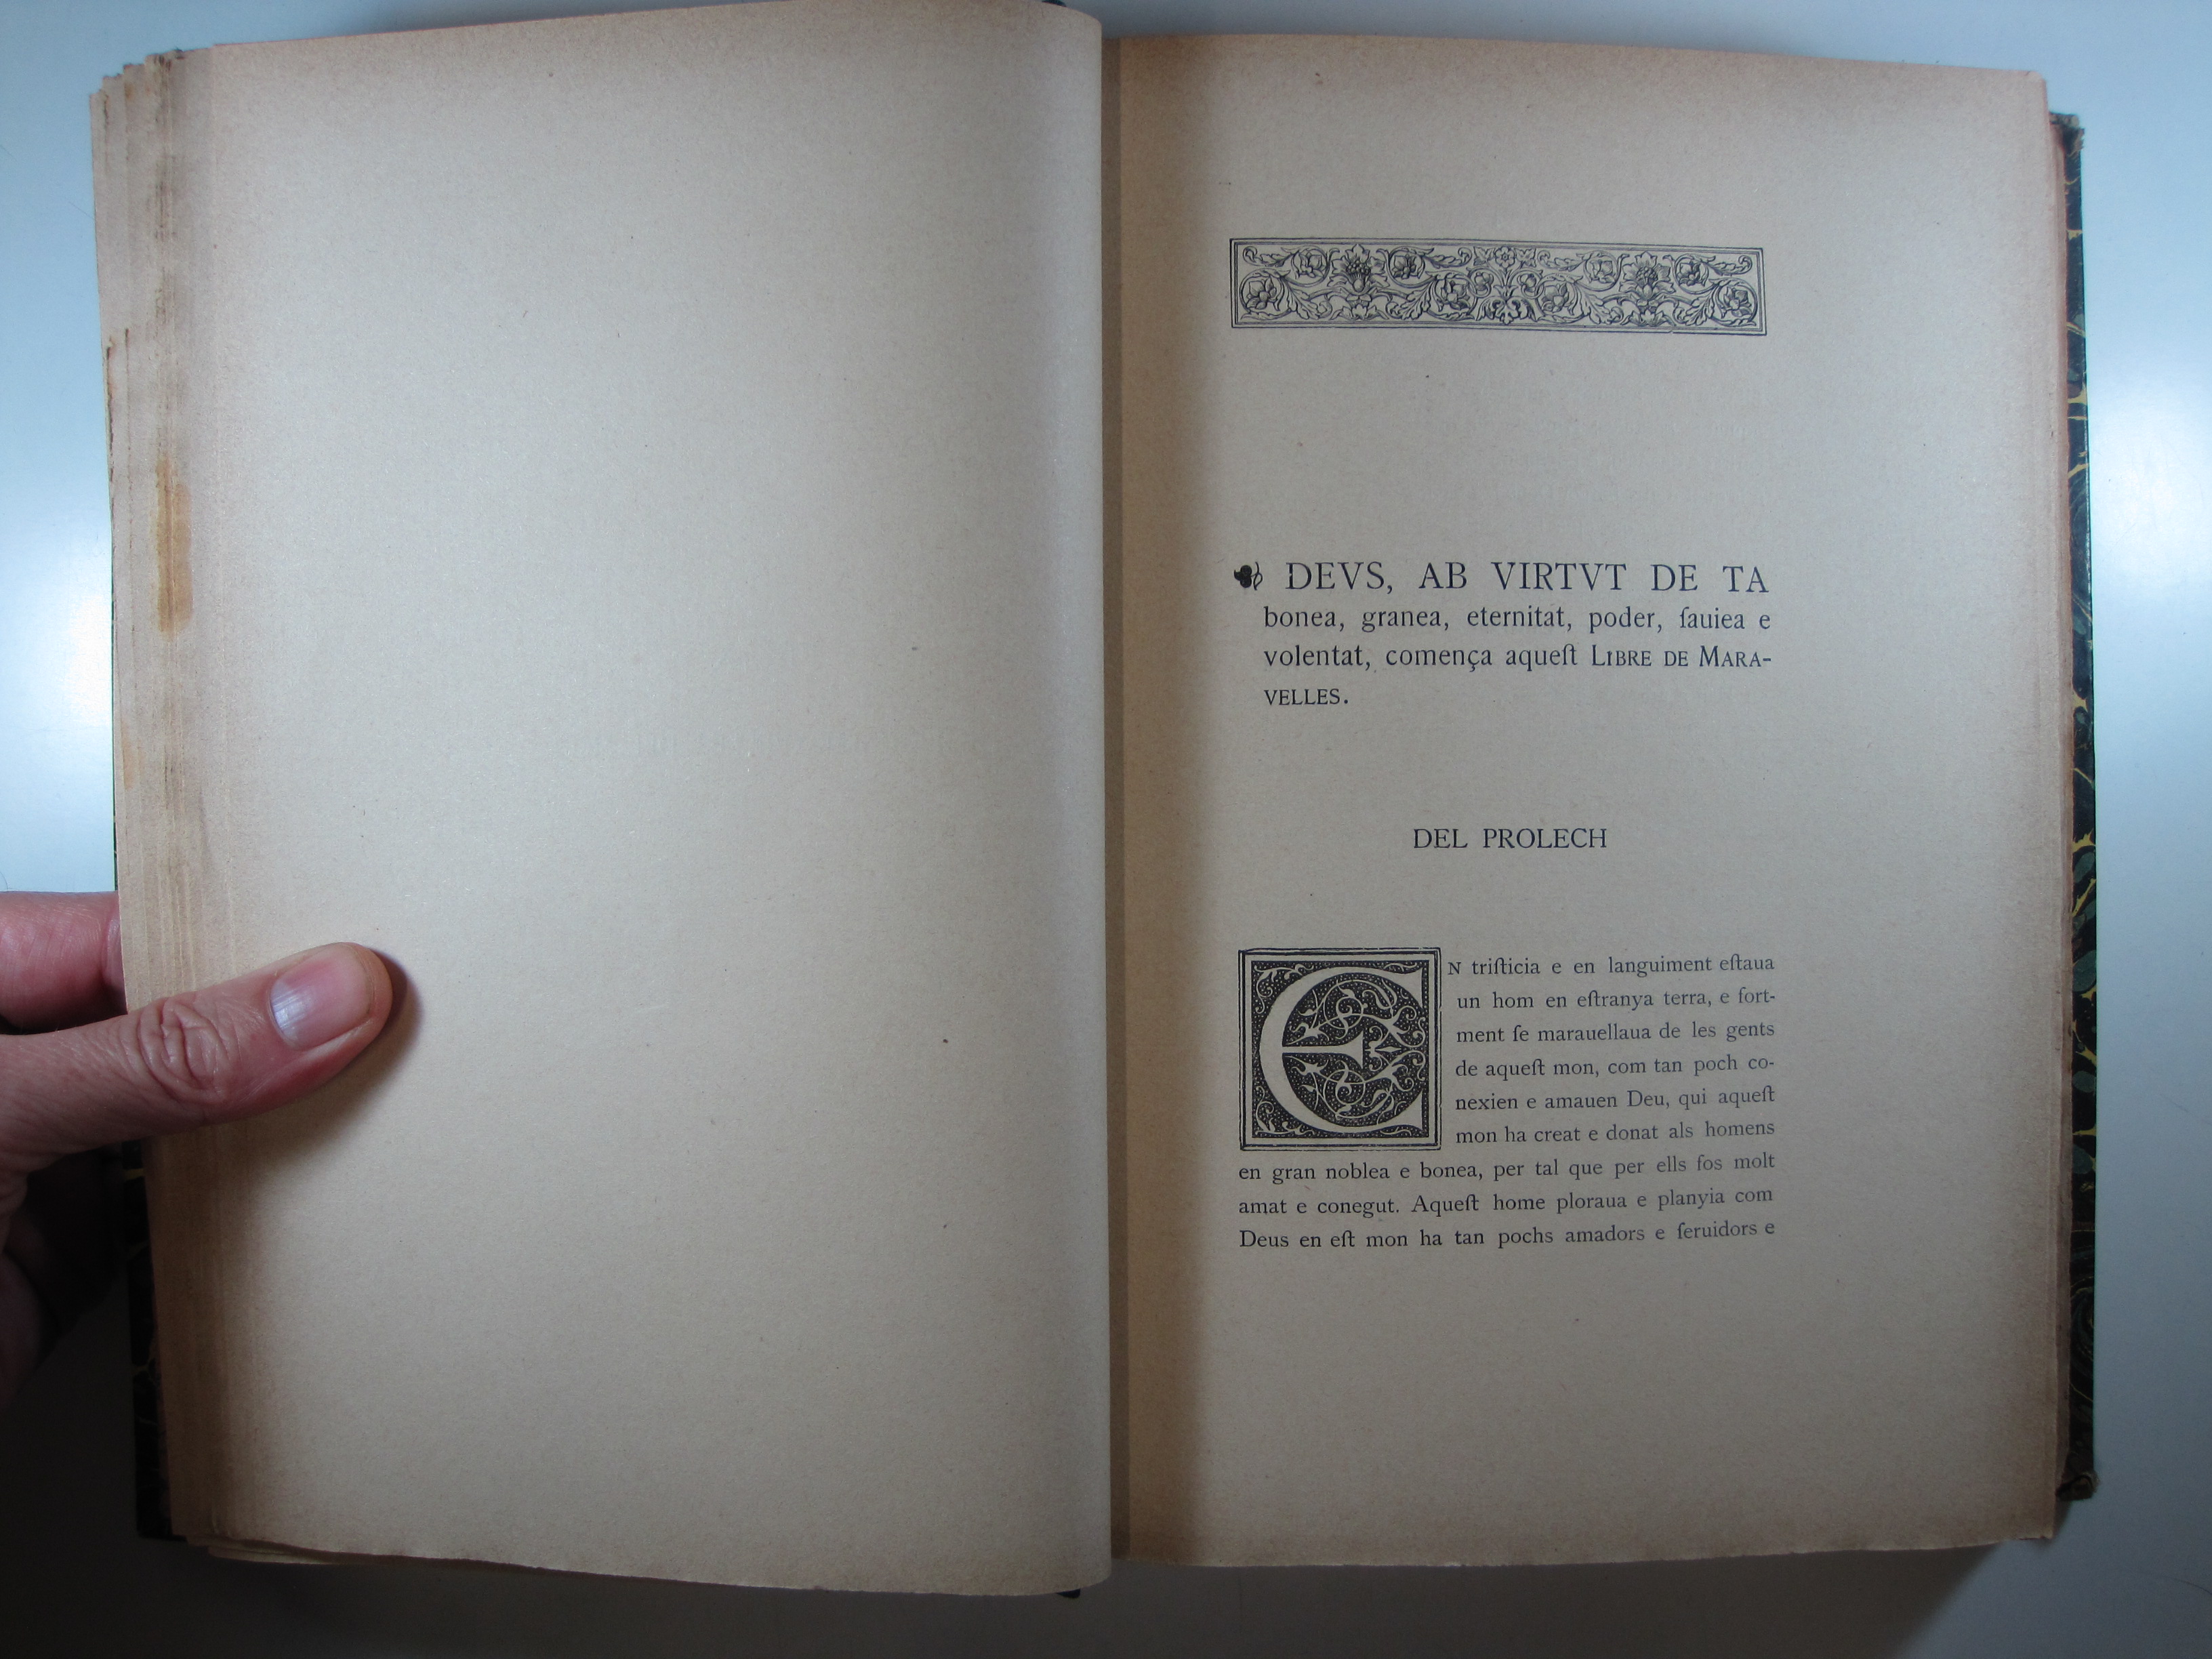 ❧ DEVS, AB VIRTVT DE TA
bonea, granea, eternitat, poder, ſauiea e
volentat, comença aqueſt LIBRE DE MARA-
VELLES.
DEL PROLECH
EN triſticia e en languiment eſtaua
un hom en eſtranya terra, e fort-
ment ſe marauellaua de les gents
de aqueſt mon, com tan poch co-
nexien e amauen Deu, qui aqueſt
mon ha creat e donat als homens
en gran noblea e bonea, per tal que per ells fos molt
amat e conegut. Aqueſt home ploraua e planyia com
Deus en eſt mon ha tan pochs amadors e ſeruidors e